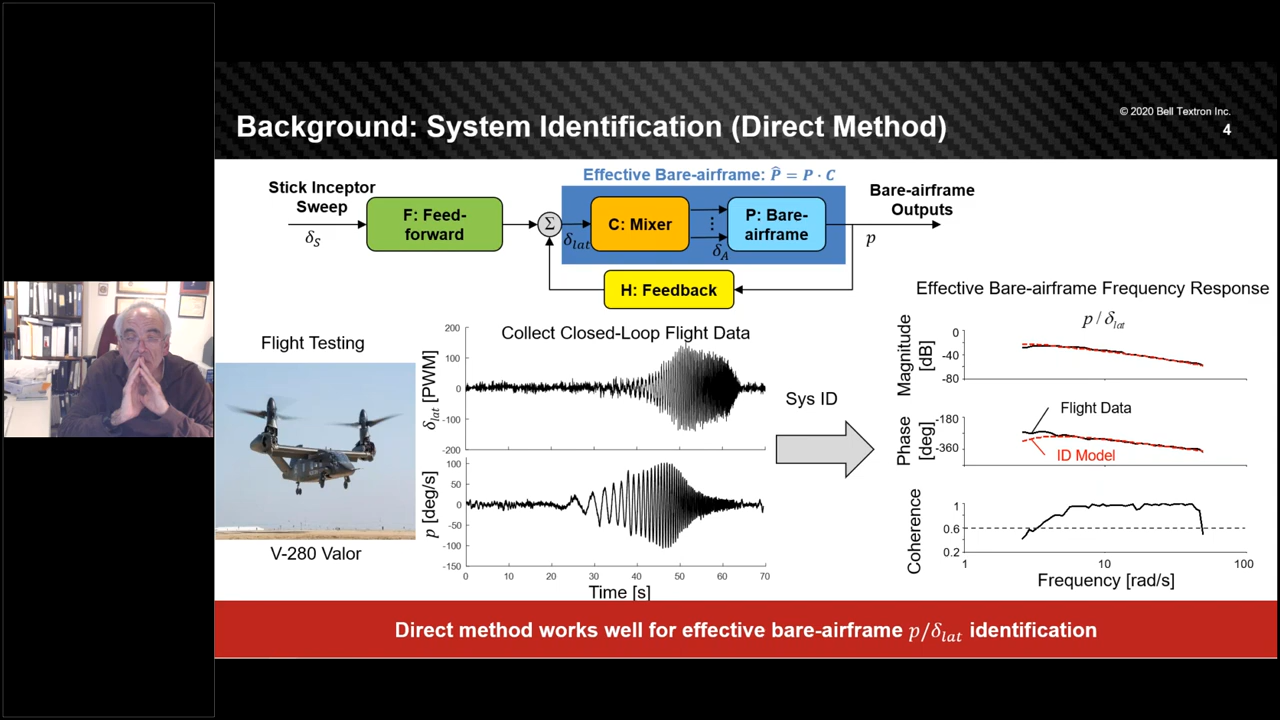 © 2020 Bell Textron Inc.
Background: System Identification (Direct Method)
4
Effective Bare-airframe: P̂ = P · C
Stick Inceptor
Sweep
Bare-airframe
Outputs
F: Feed-
forward
Σ
C: Mixer
P: Bare-
airframe
δ_S
δ_lat
δ_A
p
H: Feedback
Flight Testing
V-280 Valor
Collect Closed-Loop Flight Data
δ_lat [PWM]
200
100
0
-100
-200
p [deg/s]
100
50
0
-50
-100
-150
0 10 20 30 40 50 60 70
Time [s]
Sys ID
Effective Bare-airframe Frequency Response
p / δ_lat
Magnitude
[dB]
0
-40
-80
Phase
[deg]
-180
-360
Flight Data
ID Model
Coherence
1
0.6
0.2
1 10 100
Frequency [rad/s]
Direct method works well for effective bare-airframe p/δ_lat identification